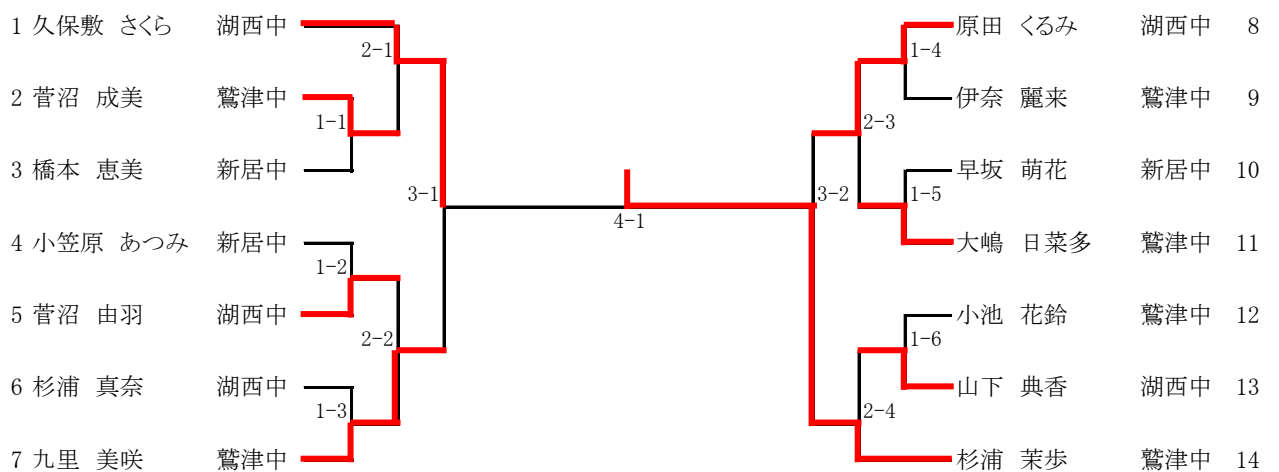 1 久保敷 さくら 湖西中
2 菅沼 成美 鷲津中
3 橋本 恵美 新居中
4 小笠原 あつみ 新居中
5 菅沼 由羽 湖西中
6 杉浦 真奈 湖西中
7 九里 美咲 鷲津中
2-1
1-1
3-1
1-2
2-2
1-3
4-1
1-4
2-3
3-2
1-5
1-6
2-4
原田 くるみ 湖西中 8
伊奈 麗来 鷲津中 9
早坂 萌花 新居中 10
大嶋 日菜多 鷲津中 11
小池 花鈴 鷲津中 12
山下 典香 湖西中 13
杉浦 茉歩 鷲津中 14